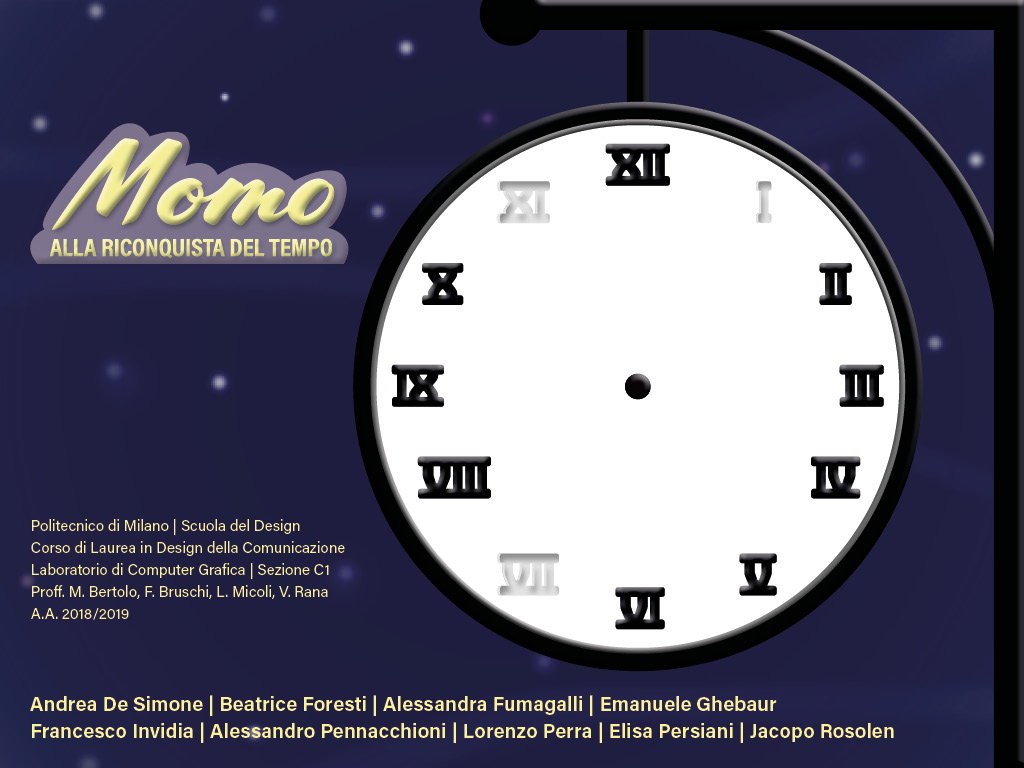 Momo
ALLA RICONQUISTA DEL TEMPO
XII
XI
I
X
II
IX
III
VIII
IV
VII
V
VI
Politecnico di Milano | Scuola del Design
Corso di Laurea in Design della Comunicazione
Laboratorio di Computer Grafica | Sezione C1
Proff. M. Bertolo, F. Bruschi, L. Micoli, V. Rana
A.A. 2018/2019
Andrea De Simone | Beatrice Foresti | Alessandra Fumagalli | Emanuele Ghebaur
Francesco Invidia | Alessandro Pennacchioni | Lorenzo Perra | Elisa Persiani | Jacopo Rosolen